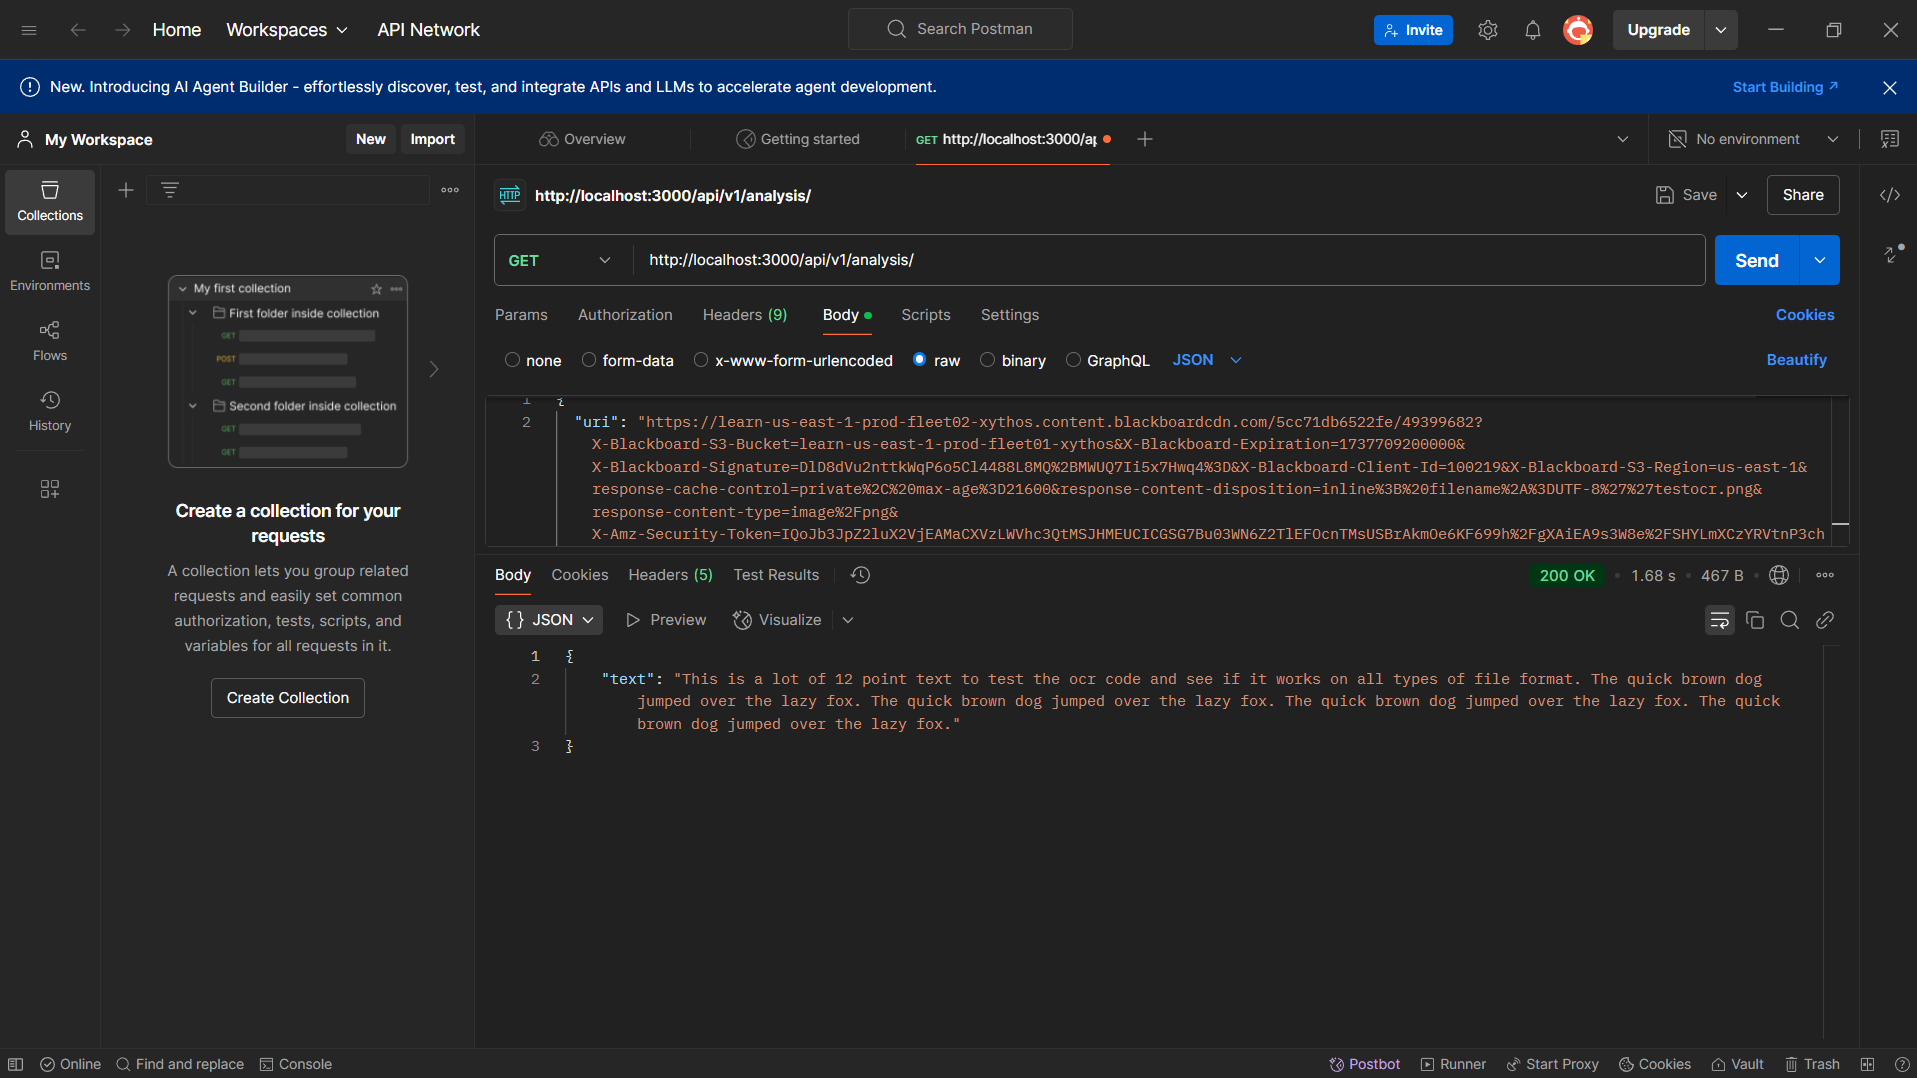 Home
Workspaces
API Network
Search Postman
Invite
Upgrade
New. Introducing AI Agent Builder - effortlessly discover, test, and integrate APIs and LLMs to accelerate agent development.
Start Building
My Workspace
New
Import
Overview
Getting started
GET http://localhost:3000/ap
No environment
Collections
Environments
Flows
History
My first collection
First folder inside collection
GET
POST
GET
Second folder inside collection
GET
GET
Create a collection for your
requests
A collection lets you group related
requests and easily set common
authorization, tests, scripts, and
variables for all requests in it.
Create Collection
HTTP http://localhost:3000/api/v1/analysis/
Save
Share
GET
http://localhost:3000/api/v1/analysis/
Send
Params
Authorization
Headers (9)
Body
Scripts
Settings
Cookies
none
form-data
x-www-form-urlencoded
raw
binary
GraphQL
JSON
Beautify
1 {
2 "uri": "https://learn-us-east-1-prod-fleet02-xythos.content.blackboardcdn.com/5cc71db6522fe/49399682?
X-Blackboard-S3-Bucket=learn-us-east-1-prod-fleet01-xythos&X-Blackboard-Expiration=1737709200000&
X-Blackboard-Signature=DlD8dVu2nttkWqP6o5Cl4488L8MQ%2BMWUQ7Ii5x7Hwq4%3D&X-Blackboard-Client-Id=100219&X-Blackboard-S3-Region=us-east-1&
response-cache-control=private%2C%20max-age%3D21600&response-content-disposition=inline%3B%20filename%2A%3DUTF-8%27%27testocr.png&
response-content-type=image%2Fpng&
X-Amz-Security-Token=IQoJb3JpZ2luX2VjEAMaCXVzLWVhc3QtMSJHMEUCICGSG7Bu03WN6Z2TlEFOcnTMsUSBrAkmOe6KF699h%2FgXAiEA9s3W8e%2FSHYLmXCzYRVtnP3ch
Body
Cookies
Headers (5)
Test Results
200 OK
1.68 s
467 B
{} JSON
Preview
Visualize
1 {
2 "text": "This is a lot of 12 point text to test the ocr code and see if it works on all types of file format. The quick brown dog
jumped over the lazy fox. The quick brown dog jumped over the lazy fox. The quick brown dog jumped over the lazy fox. The quick
brown dog jumped over the lazy fox."
3 }
Online
Find and replace
Console
Postbot
Runner
Start Proxy
Cookies
Vault
Trash